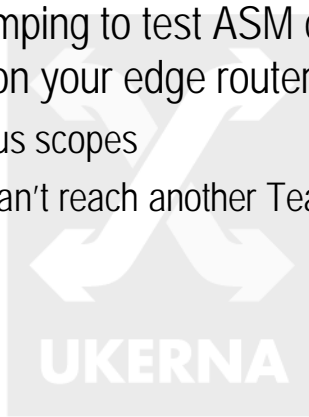 mping to test ASM
on your edge router
us scopes
an't reach another Tea
UKERNA